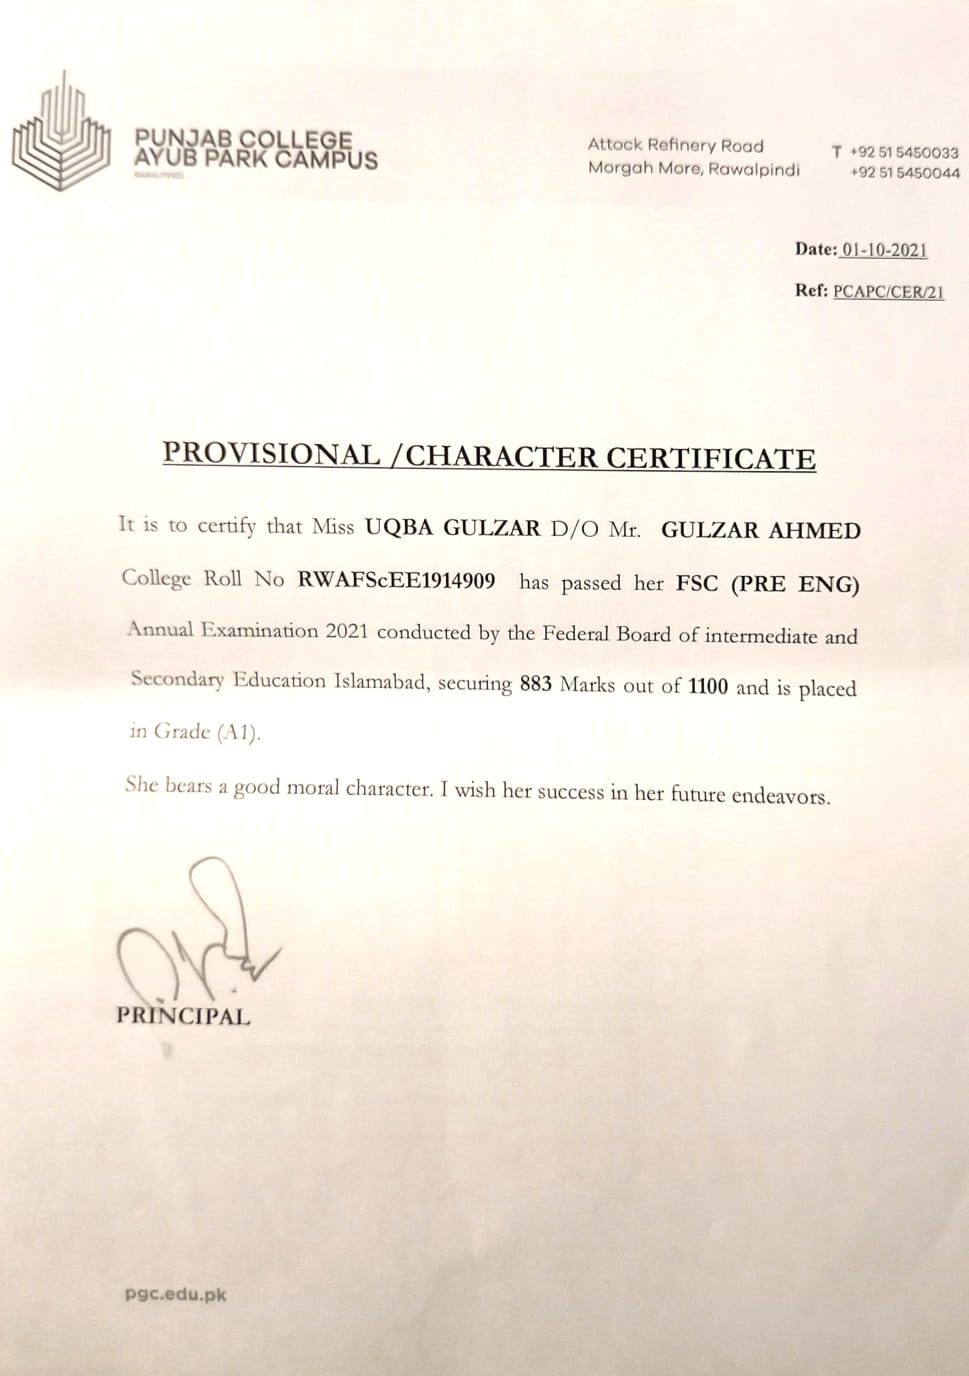 PUNJAB COLLEGE
AYUB PARK CAMPUS
RAWALPINDI
Attock Refinery Road
Morgah More, Rawalpindi
T +92 51 5450033
+92 51 5450044
Date: 01-10-2021
Ref: PCAPC/CER/21
PROVISIONAL /CHARACTER CERTIFICATE
It is to certify that Miss UQBA GULZAR D/O Mr. GULZAR AHMED
College Roll No RWAFScEE1914909 has passed her FSC (PRE ENG)
Annual Examination 2021 conducted by the Federal Board of intermediate and
Secondary Education Islamabad, securing 883 Marks out of 1100 and is placed
in Grade (A1).
She bears a good moral character. I wish her success in her future endeavors.
PRINCIPAL
pgc.edu.pk